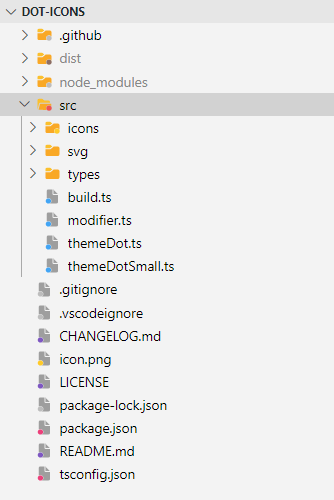 DOT-ICONS
.github
dist
node_modules
src
icons
svg
types
build.ts
modifier.ts
themeDot.ts
themeDotSmall.ts
.gitignore
.vscodeignore
CHANGELOG.md
icon.png
LICENSE
package-lock.json
package.json
README.md
tsconfig.json